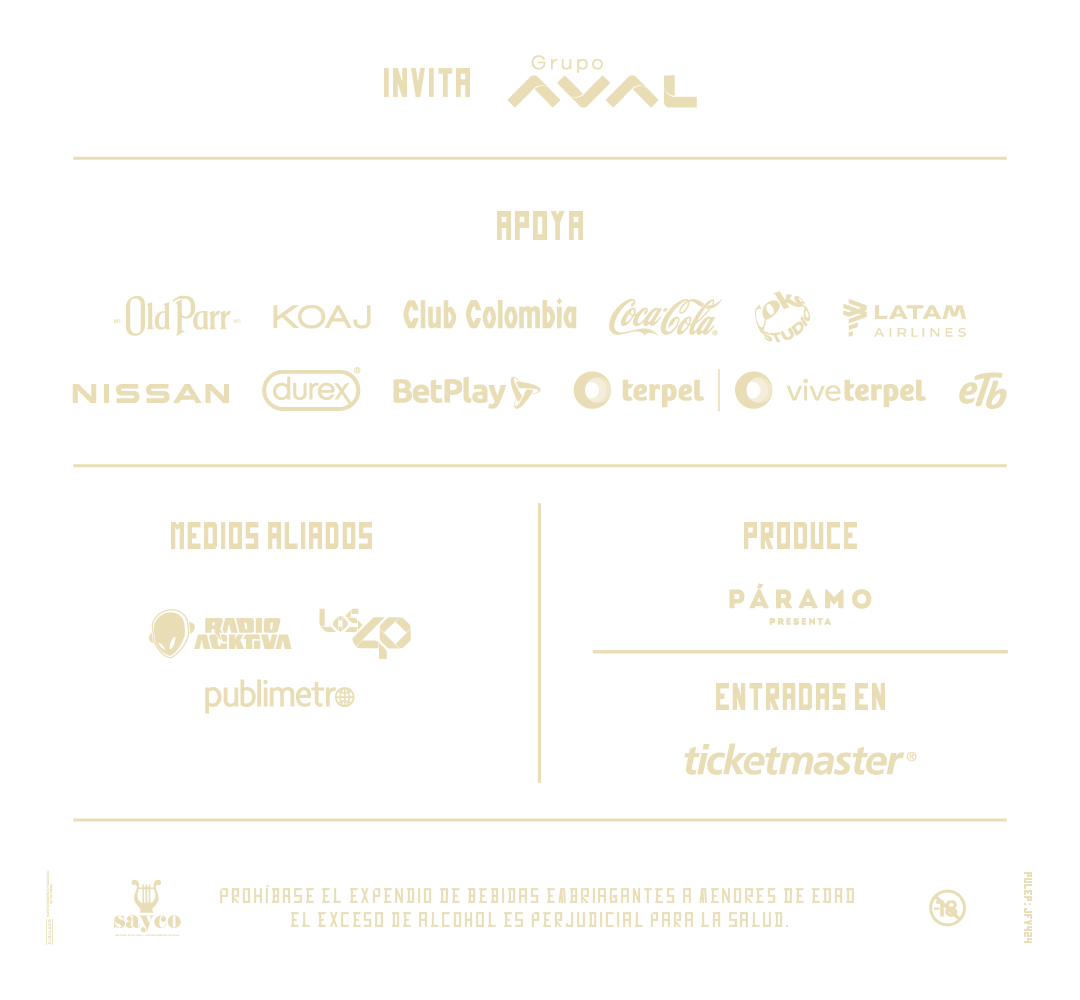 INVITA
Grupo
AVAL
APOYA
Old Parr
KOAJ
Club Colombia
Coca-Cola®
Coke
STUDIO
LATAM
AIRLINES
NISSAN
durex®
BetPlay
terpel
viveterpel
eTb
MEDIOS ALIADOS
RADIO
ACKTIVA
LOS
40
publimetro
PRODUCE
PÁRAMO
PRESENTA
ENTRADAS EN
ticketmaster®
sayco
PROHÍBASE EL EXPENDIO DE BEBIDAS EMBRIAGANTES A MENORES DE EDAD
EL EXCESO DE ALCOHOL ES PERJUDICIAL PARA LA SALUD.
-18
PULEP: JFY424